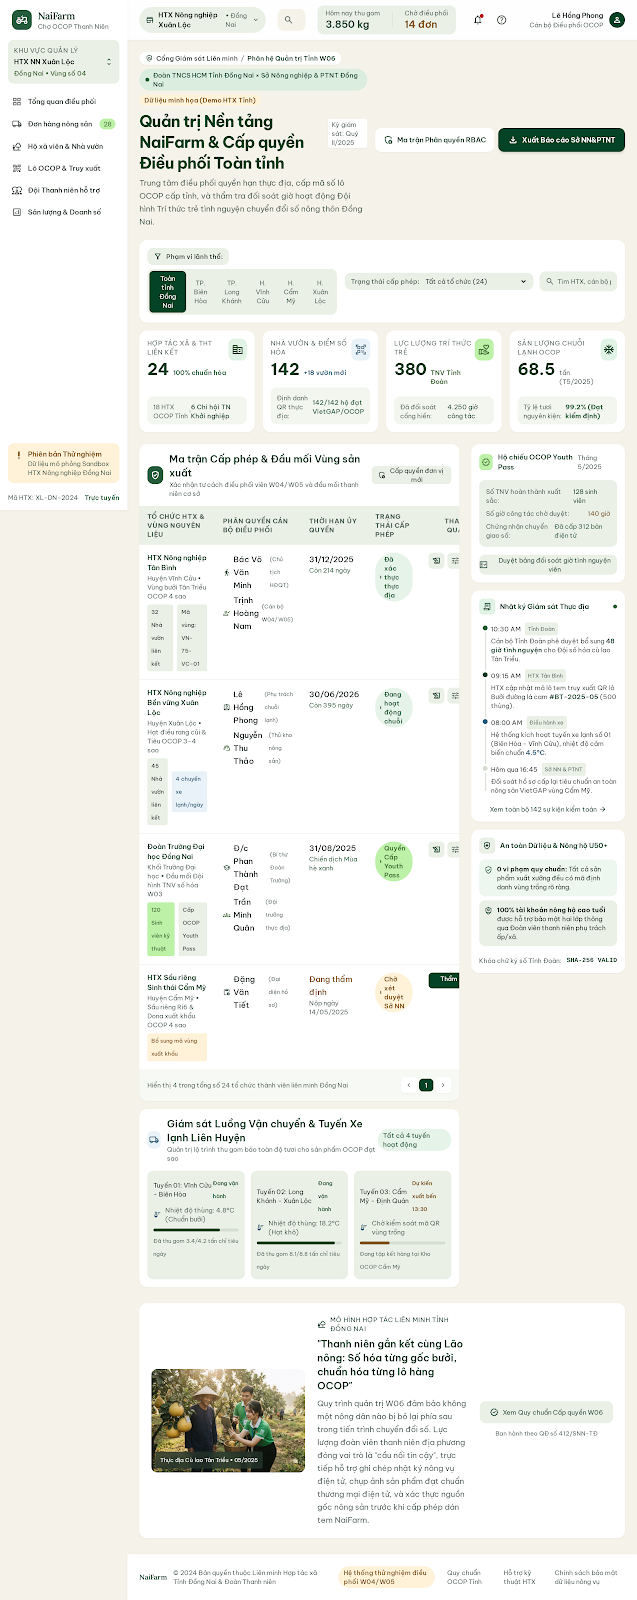 NaiFarm
Chợ OCOP Thanh Niên
KHU VỰC QUẢN LÝ
HTX NN Xuân Lộc
Đồng Nai • Vùng số 04
Tổng quan điều phối
Đơn hàng nông sản
28
Hộ xã viên & Nhà vườn
Lô OCOP & Truy xuất
Đội Thanh niên hỗ trợ
Sản lượng & Doanh số
Phiên bản Thử nghiệm
Dữ liệu mô phỏng Sandbox
HTX Nông nghiệp Đồng Nai
Mã HTX: XL-DN-2024
Trực tuyến
HTX Nông nghiệp
Xuân Lộc
• Đồng
Nai
Hôm nay thu gom
3.850 kg
Chờ điều phối
14 đơn
Lê Hồng Phong
Cán bộ Điều phối OCOP
Cổng Giám sát Liên minh / Phân hệ Quản trị Tỉnh W06
Đoàn TNCS HCM Tỉnh Đồng Nai • Sở Nông nghiệp & PTNT Đồng
Nai
Dữ liệu minh họa (Demo HTX Tỉnh)
Quản trị Nền tảng
NaiFarm & Cấp quyền
Điều phối Toàn tỉnh
Kỳ giám
sát: Quý
II/2025
Ma trận Phân quyền RBAC
Xuất Báo cáo Sở NN&PTNT
Trung tâm điều phối quyền hạn thực địa, cấp mã số lô
OCOP cấp tỉnh, và thẩm tra đối soát giờ hoạt động Đội
hình Trí thức trẻ tình nguyện chuyển đổi số nông thôn Đồng
Nai.
Phạm vi lãnh thổ:
Toàn
tỉnh
Đồng
Nai
TP.
Biên
Hòa
TP.
Long
Khánh
H.
Vĩnh
Cửu
H.
Cẩm
Mỹ
H.
Xuân
Lộc
Trạng thái cấp phép:
Tất cả tổ chức (24)
Tìm HTX, cán bộ
HỢP TÁC XÃ & THT
LIÊN KẾT
24 100% chuẩn hóa
18 HTX
OCOP Tỉnh
6 Chi hội TN
Khởi nghiệp
NHÀ VƯỜN & ĐIỂM SỐ
HÓA
142 +18 vườn mới
Định danh
QR thực
địa:
142/142 hộ đạt
VietGAP/OCOP
LỰC LƯỢNG TRÍ THỨC
TRẺ
380 TNV Tỉnh
Đoàn
Đã đối soát
cống hiến:
4.250 giờ
công tác
SẢN LƯỢNG CHUỖI
LẠNH OCOP
68.5 tấn
(T5/2025)
Tỷ lệ tươi
nguyên kiện:
99.2% (Đạt
kiểm định)
Ma trận Cấp phép & Đầu mối Vùng sản
xuất
Xác nhận tư cách điều phối viên W04/W05 và đầu mối thanh
niên cơ sở
Cấp quyền đơn vị
mới
TỔ CHỨC HTX &
VÙNG NGUYÊN
LIỆU
PHÂN QUYỀN CÁN
BỘ ĐIỀU PHỐI
THỜI HẠN ỦY
QUYỀN
TRẠNG
THÁI CẤP
PHÉP
THA
QUẢ
HTX Nông nghiệp
Tân Bình
Huyện Vĩnh Cửu •
Vùng bưởi Tân Triều
OCOP 4 sao
32
Nhà
vườn
liên
kết
Mã
vùng:
VN-
75-
VC-01
Bác Võ
Văn
Minh
(Chủ
tịch
HĐQT)
Trịnh
Hoàng
Nam
(Cán bộ
W04/W05)
31/12/2025
Còn 214 ngày
Đã
xác
thực
thực
địa
HTX Nông nghiệp
Bền vững Xuân
Lộc
Huyện Xuân Lộc •
Hạt điều rang củi &
Tiêu OCOP 3-4
sao
45
Nhà
vườn
liên
kết
4 chuyến
xe
lạnh/ngày
Lê
Hồng
Phong
(Phụ trách
chuỗi
lạnh)
Nguyễn
Thu
Thảo
(Thủ kho
nông
sản)
30/06/2026
Còn 395 ngày
Đang
hoạt
động
chuỗi
Đoàn Trường Đại
học Đồng Nai
Khối Trường Đại
học • Đầu mối Đội
hình TNV số hóa
W03
120
Sinh
viên kỹ
thuật
Cấp
OCOP
Youth
Pass
Đ/c
Phan
Thành
Đạt
(Bí thư
Đoàn
Trường)
Trần
Minh
Quân
(Đội
trưởng
thực địa)
31/08/2025
Chiến dịch Mùa
hè xanh
Quyền
Cấp
Youth
Pass
HTX Sầu riêng
Sinh thái Cẩm Mỹ
Huyện Cẩm Mỹ •
Sầu riêng Ri6 &
Dona xuất khẩu
OCOP 4 sao
Bổ sung mã vùng
xuất khẩu
Đặng
Văn
Tiết
(Đại
diện hồ
sơ)
Đang thẩm
định
Nộp ngày
14/05/2025
Chờ
xét
duyệt
Sở NN
Thẩm
Hiển thị 4 trong tổng số 24 tổ chức thành viên liên minh Đồng Nai
1
Giám sát Luồng Vận chuyển & Tuyến Xe
lạnh Liên Huyện
Quản lý lộ trình thu gom bảo toàn độ tươi cho sản phẩm OCOP đạt
sao
Tất cả 4 tuyến
hoạt động
Tuyến 01: Vĩnh Cửu
- Biên Hòa
Đang vận
hành
Nhiệt độ thùng: 4.8°C
(Chuẩn bưởi)
Đã thu gom 3.4/4.2 tấn chỉ tiêu
ngày
Tuyến 02: Long
Khánh - Xuân Lộc
Đang
vận
hành
Nhiệt độ thùng: 18.2°C
(Hạt khô)
Đã thu gom 8.1/8.8 tấn chỉ tiêu
ngày
Tuyến 03: Cẩm
Mỹ - Định Quán
Dự kiến
xuất bến
13:30
Chờ kiểm soát mã QR
vùng trồng
Đang tập kết hàng tại Kho
OCOP Cẩm Mỹ
Hộ chiếu OCOP Youth
Pass
Tháng
5/2025
Số TNV hoàn thành xuất
sắc:
128 sinh
viên
Số giờ công tác chờ duyệt:
140 giờ
Chứng nhận chuyển
giao số:
Đã cấp 312 bản
điện tử
Duyệt bảng đối soát giờ tình nguyện
viên
Nhật ký Giám sát Thực địa
10:30 AM Tỉnh Đoàn
Cán bộ Tỉnh Đoàn phê duyệt bổ sung 48
giờ tình nguyện cho Đội số hóa cù lao
Tân Triều.
09:15 AM HTX Tân Bình
HTX cập nhật mã lô tem truy xuất QR lô
Bưởi đường lá cam #BT-2025-05 (500
thùng).
08:00 AM Điều hành xe
Hệ thống kích hoạt tuyến xe lạnh số 01
(Biên Hòa - Vĩnh Cửu), nhiệt độ cảm
biến chuẩn 4.5°C.
Hôm qua 16:45 Sở NN & PTNT
Đối soát hồ sơ cấp lại tiêu chuẩn an toàn
nông sản VietGAP vùng Cẩm Mỹ.
Xem toàn bộ 142 sự kiện kiểm toán →
An toàn Dữ liệu & Nông hộ U50+
0 vi phạm quy chuẩn: Tất cả sản
phẩm xuất xưởng đều có mã định
danh vùng trồng rõ ràng.
100% tài khoản nông hộ cao tuổi
được hỗ trợ bảo mật hai lớp thông
qua Đoàn viên thanh niên phụ trách
ấp/xã.
Khóa chữ ký số Tỉnh Đoàn: SHA-256 VALID
Thực địa Cù lao Tân Triều • 05/2025
MÔ HÌNH HỢP TÁC LIÊN MINH TỈNH
ĐỒNG NAI
"Thanh niên gắn kết cùng Lão
nông: Số hóa từng gốc bưởi,
chuẩn hóa từng lô hàng
OCOP"
Quy trình quản trị W06 đảm bảo không
một nông dân nào bị bỏ lại phía sau
trong tiến trình chuyển đổi số. Lực
lượng đoàn viên thanh niên địa phương
đóng vai trò là "cầu nối tin cậy", trực
tiếp hỗ trợ ghi chép nhật ký nông vụ
điện tử, chụp ảnh sản phẩm đạt chuẩn
thương mại điện tử, và xác thực nguồn
gốc nông sản trước khi cấp phép dán
tem NaiFarm.
Xem Quy chuẩn Cấp quyền W06
Ban hành theo QĐ số 412/SNN-TĐ
NaiFarm
© 2024 Bản quyền thuộc Liên minh Hợp tác xã
Tỉnh Đồng Nai & Đoàn Thanh niên
Hệ thống thử nghiệm điều
phối W04/W05
Quy chuẩn
OCOP Tỉnh
Hỗ trợ kỹ
thuật HTX
Chính sách bảo mật
dữ liệu nông vụ